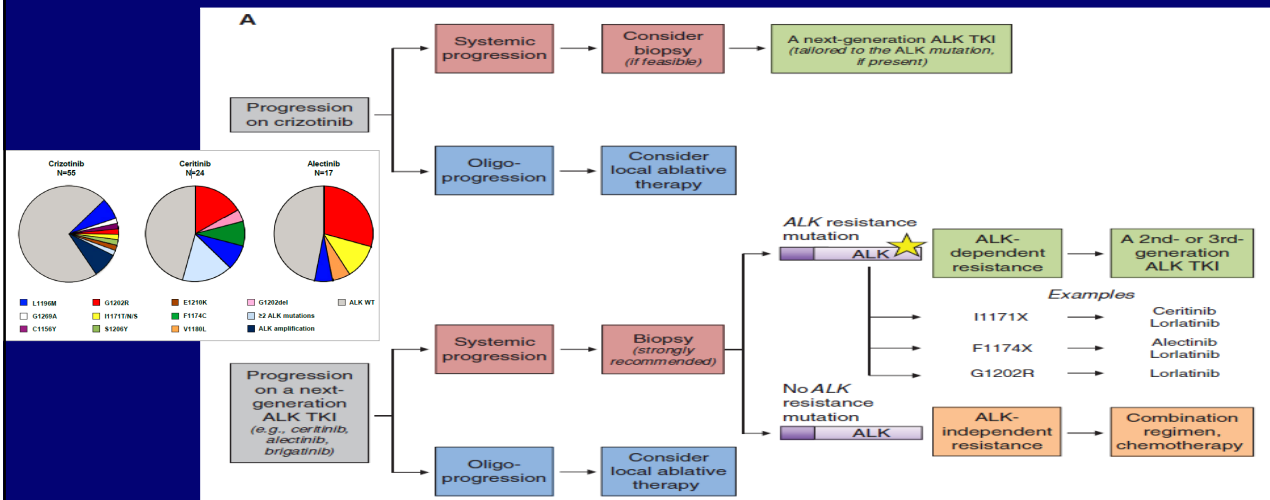 A
Systemic
progression
Consider
biopsy
(if feasible)
A next-generation ALK TKI
(tailored to the ALK mutation,
if present)
Progression
on crizotinib
Oligo-
progression
Consider
local ablative
therapy
Crizotinib
N=55
Ceritinib
N=24
Alectinib
N=17
L1196M
G1202R
E1210K
G1202del
ALK WT
G1269A
I1171T/N/S
F1174C
≥2 ALK mutations
C1156Y
S1206Y
V1180L
ALK amplification
Progression
on a next-
generation
ALK TKI
(e.g., ceritinib,
alectinib,
brigatinib)
Systemic
progression
Biopsy
(strongly
recommended)
ALK resistance
mutation
ALK
ALK-
dependent
resistance
A 2nd- or 3rd-
generation
ALK TKI
Examples
I1171X
Ceritinib
Lorlatinib
F1174X
Alectinib
Lorlatinib
G1202R
Lorlatinib
No ALK
resistance
mutation
ALK
ALK-
independent
resistance
Combination
regimen,
chemotherapy
Oligo-
progression
Consider
local ablative
therapy